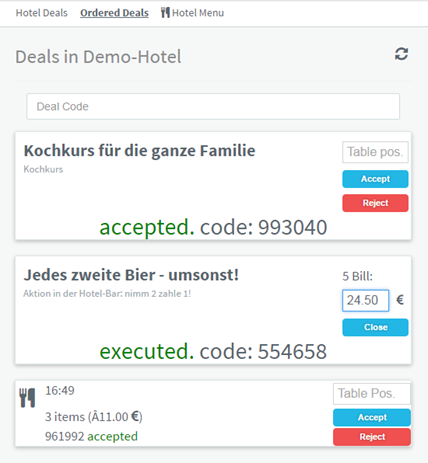 Hotel Deals Ordered Deals Hotel Menu
Deals in Demo-Hotel
Deal Code
Kochkurs für die ganze Familie
Table pos.
Kochkurs
Accept
Reject
accepted. code: 993040
Jedes zweite Bier - umsonst!
5 Bill:
Aktion in der Hotel-Bar: nimm 2 zahle 1!
24.50 €
Close
executed. code: 554658
16:49
Table Pos.
3 items (Â11.00 €)
Accept
961992 accepted
Reject